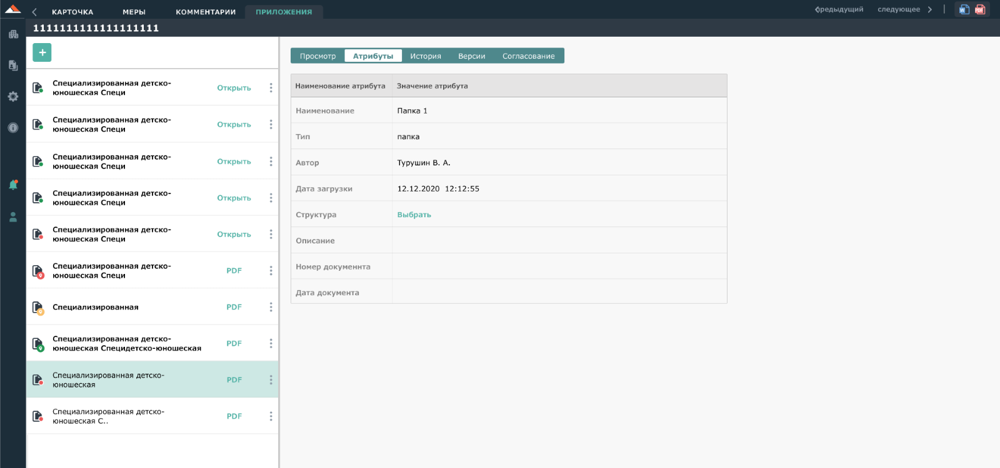 КАРТОЧКА МЕРЫ КОММЕНТАРИИ ПРИЛОЖЕНИЯ
предыдущий следующее
W PDF
1111111111111111111
+
Специализированная детско-
юношеская Специ
Открыть
Специализированная детско-
юношеская Специ
Открыть
Специализированная детско-
юношеская Специ
Открыть
Специализированная детско-
юношеская Специ
Открыть
Специализированная детско-
юношеская Специ
Открыть
Специализированная детско-
юношеская Специ
PDF
Специализированная
PDF
Специализированная детско-
юношеская Специдетско-юношеская
PDF
Специализированная детско-
юношеская
PDF
Специализированная детско-
юношеская С..
PDF
Просмотр Атрибуты История Версии Согласование
Наименование атрибута Значение атрибута
Наименование Папка 1
Тип папка
Автор Турушин В. А.
Дата загрузки 12.12.2020 12:12:55
Структура Выбрать
Описание
Номер докуменнта
Дата документа